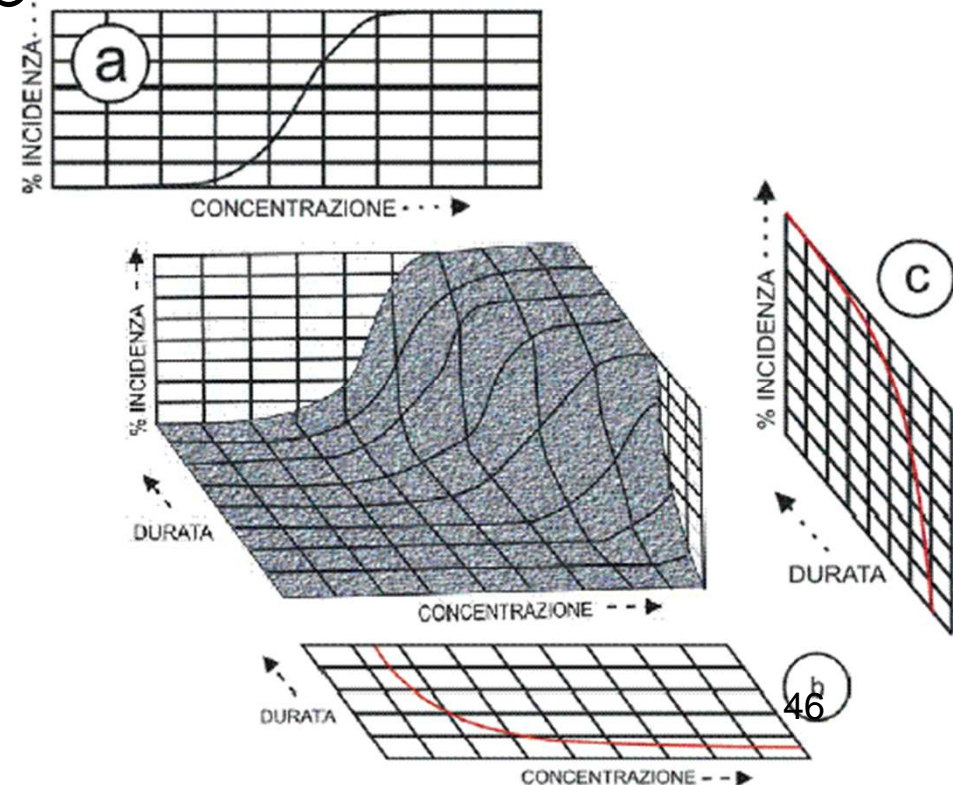 % INCIDENZA
a
CONCENTRAZIONE
% INCIDENZA
DURATA
CONCENTRAZIONE
% INCIDENZA
c
DURATA
DURATA
b
46
CONCENTRAZIONE